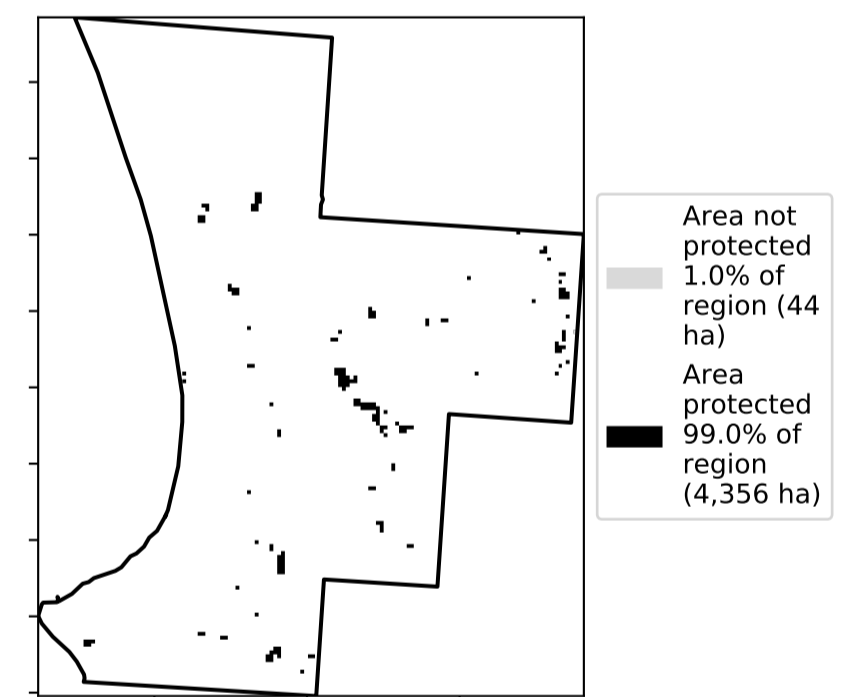 Area not
protected
1.0% of
region (44
ha)
Area
protected
99.0% of
region
(4,356 ha)